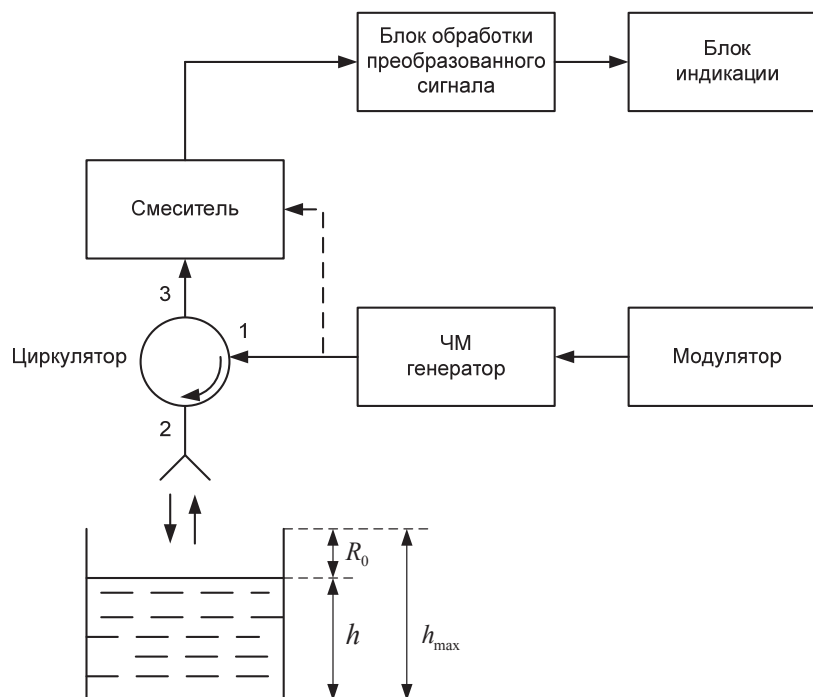 Блок обработки
преобразованного
сигнала
Блок
индикации
Смеситель
3
1
Циркулятор
ЧМ
генератор
Модулятор
2
R₀
h
hmax